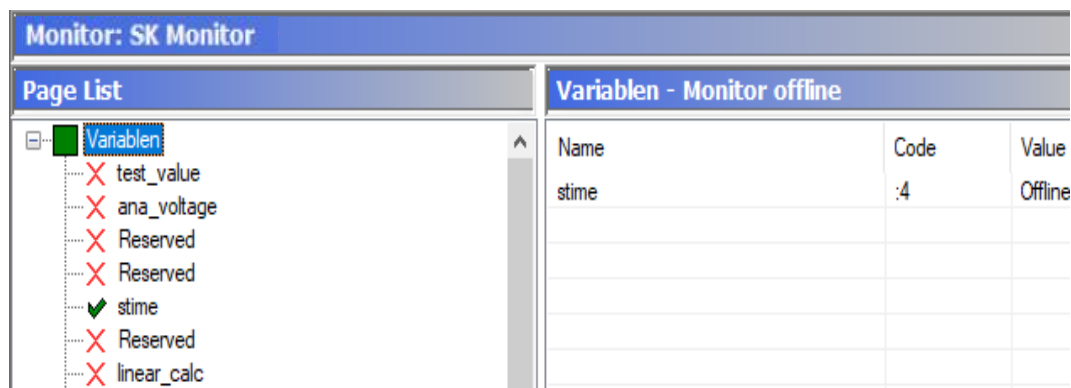 Monitor: SK Monitor
Page List
Variablen
test_value
ana_voltage
Reserved
Reserved
stime
Reserved
linear_calc
Variablen - Monitor offline
Name Code Value
stime :4 Offline